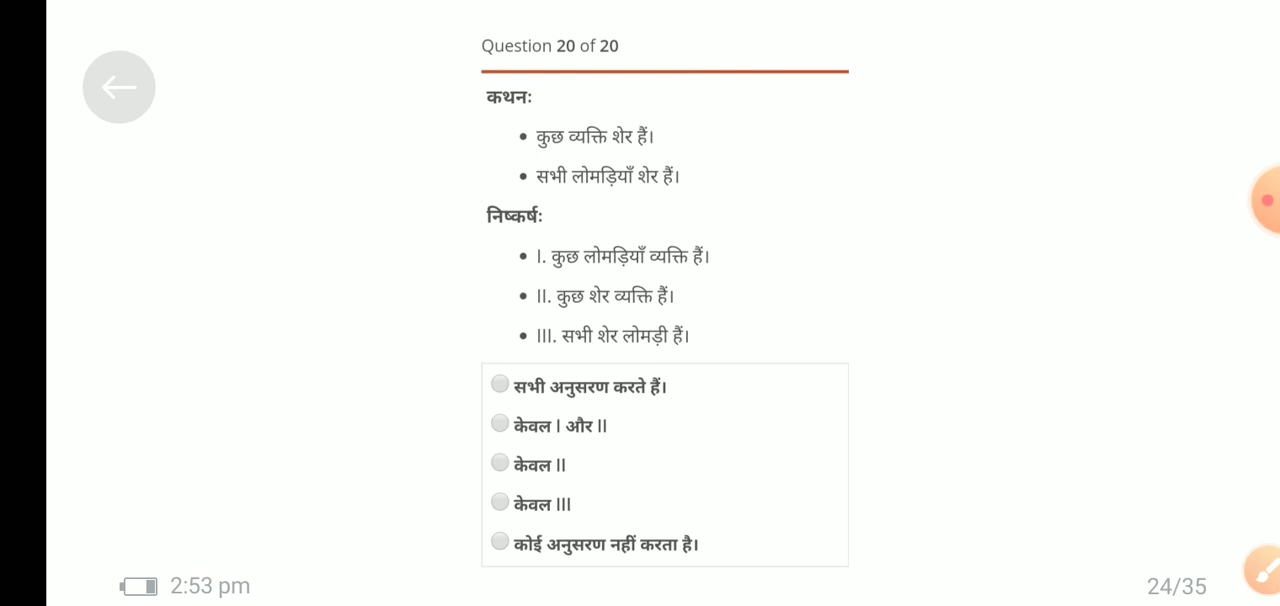 Question 20 of 20
कथनः
• कुछ व्यक्ति शेर हैं।
• सभी लोमड़ियाँ शेर हैं।
निष्कर्षः
• I. कुछ लोमड़ियाँ व्यक्ति हैं।
• II. कुछ शेर व्यक्ति हैं।
• III. सभी शेर लोमड़ी हैं।
सभी अनुसरण करते हैं।
केवल I और II
केवल II
केवल III
कोई अनुसरण नहीं करता है।
2:53 pm
24/35